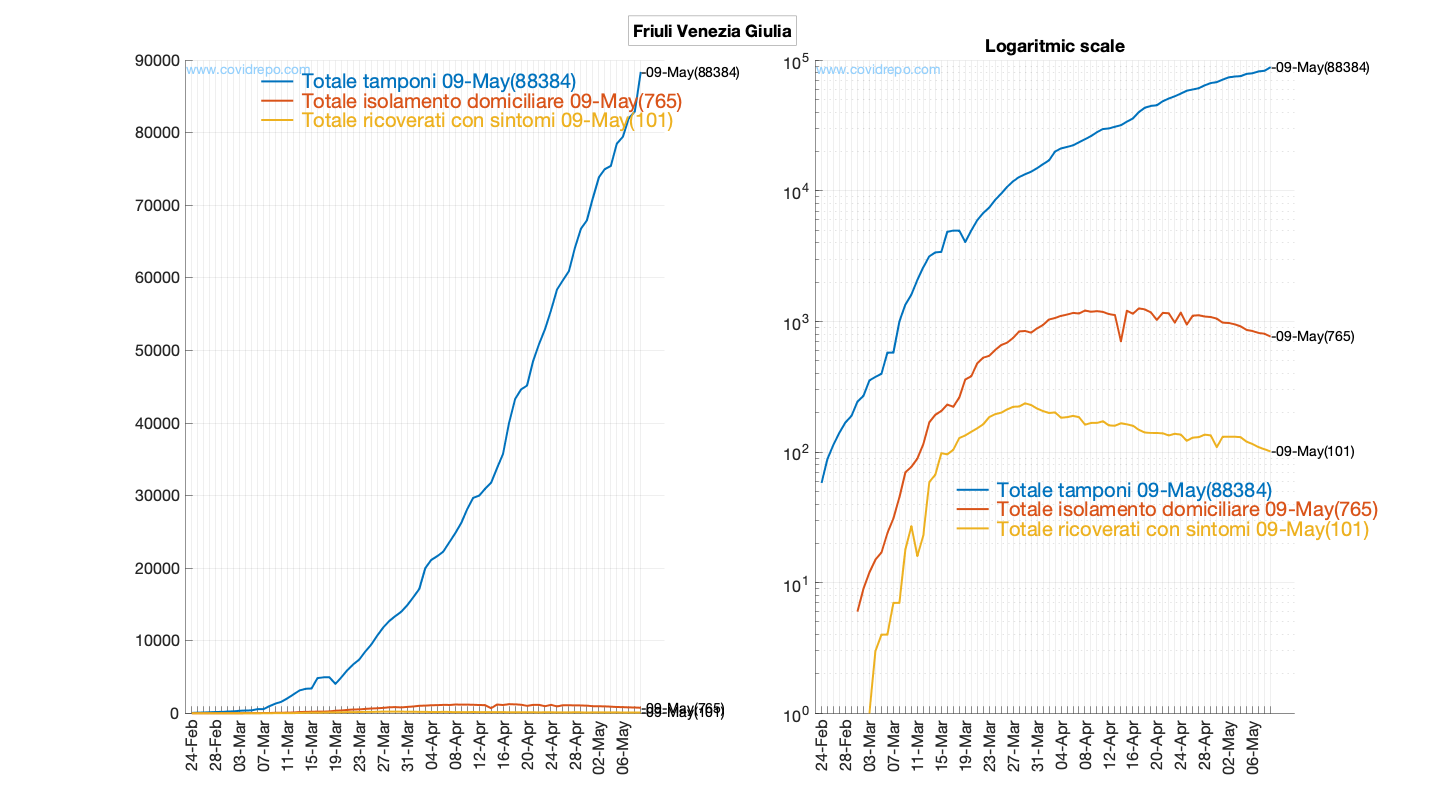 Friuli Venezia Giulia
www.covidrepo.com
Totale tamponi 09-May(88384)
Totale isolamento domiciliare 09-May(765)
Totale ricoverati con sintomi 09-May(101)
90000
80000
70000
60000
50000
40000
30000
20000
10000
0
-09-May(88384)
-09-May(765)
-09-May(101)
24-Feb
28-Feb
03-Mar
07-Mar
11-Mar
15-Mar
19-Mar
23-Mar
27-Mar
31-Mar
04-Apr
08-Apr
12-Apr
16-Apr
20-Apr
24-Apr
28-Apr
02-May
06-May
Logaritmic scale
www.covidrepo.com
10^5
10^4
10^3
10^2
10^1
10^0
-09-May(88384)
-09-May(765)
-09-May(101)
Totale tamponi 09-May(88384)
Totale isolamento domiciliare 09-May(765)
Totale ricoverati con sintomi 09-May(101)
24-Feb
28-Feb
03-Mar
07-Mar
11-Mar
15-Mar
19-Mar
23-Mar
27-Mar
31-Mar
04-Apr
08-Apr
12-Apr
16-Apr
20-Apr
24-Apr
28-Apr
02-May
06-May